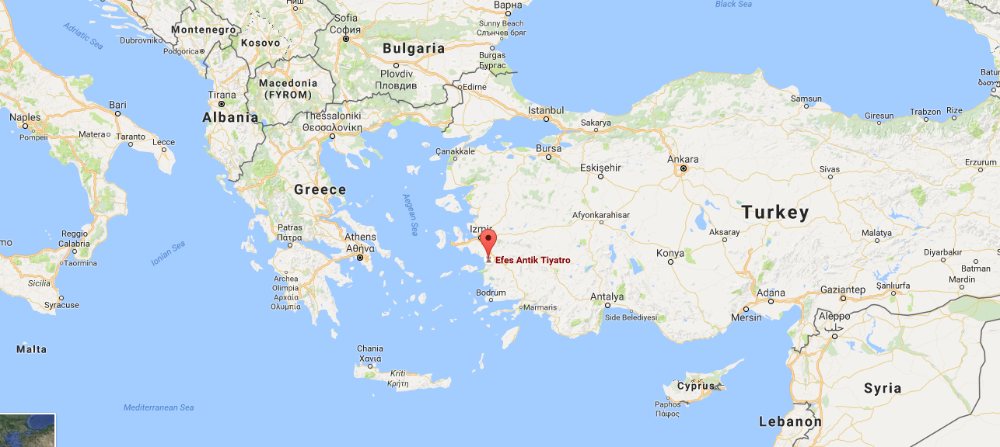 Ниш
Варна
Black Sea
Sofia
София
Sunny Beach
Слънчев бряг
Adriatic Sea
Montenegro
Dubrovnik
Kosovo
Podgorica
Bulgaria
Burgas
Бургас
Plovdiv
Пловдив
Macedonia
(FYROM)
Edirne
Batum
Tirana
Albania
Bari
Naples
Pompeii
Matera
Taranto
Lecce
Thessaloniki
Θεσσαλονίκη
Istanbul
Sakarya
Samsun
Giresun
Trabzon
Rize
Çanakkale
Bursa
Eskişehir
Ankara
Sivas
Erzurum
Greece
Aegean Sea
Afyonkarahisar
Turkey
Patras
Πάτρα
Athens
Αθήνα
Izmir
Aksaray
Malatya
Reggio
Calabria
Taormina
Ionian Sea
Efes Antik Tiyatro
Konya
Diyarbakır
Batman
Mardin
Sicilia
Syracuse
Archea
Olimpia
Αρχαία
Ολυμπία
Bodrum
Marmaris
Antalya
Side Belediyesi
Adana
Mersin
Gaziantep
Şanlıurfa
Aleppo
حلب
Malta
Chania
Χανιά
Kriti
Κρήτη
Cyprus
Paphos
Πάφος
Syria
Mediterranean Sea
Lebanon